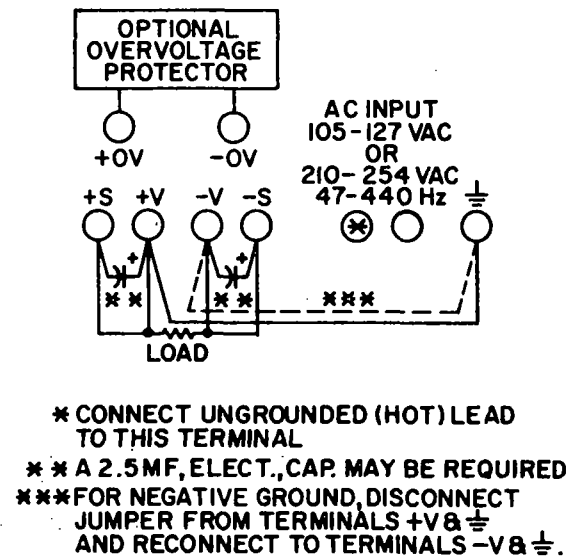 OPTIONAL
OVERVOLTAGE
PROTECTOR
+OV
-OV
AC INPUT
105-127 VAC
OR
210-254 VAC
47-440 Hz ⏚
+S +V -V -S
*
+ +
* * * * ***
LOAD
* CONNECT UNGROUNDED (HOT) LEAD
TO THIS TERMINAL
* * A 2.5MF, ELECT., CAP. MAY BE REQUIRED
***FOR NEGATIVE GROUND, DISCONNECT
JUMPER FROM TERMINALS +V & ⏚
AND RECONNECT TO TERMINALS -V & ⏚.